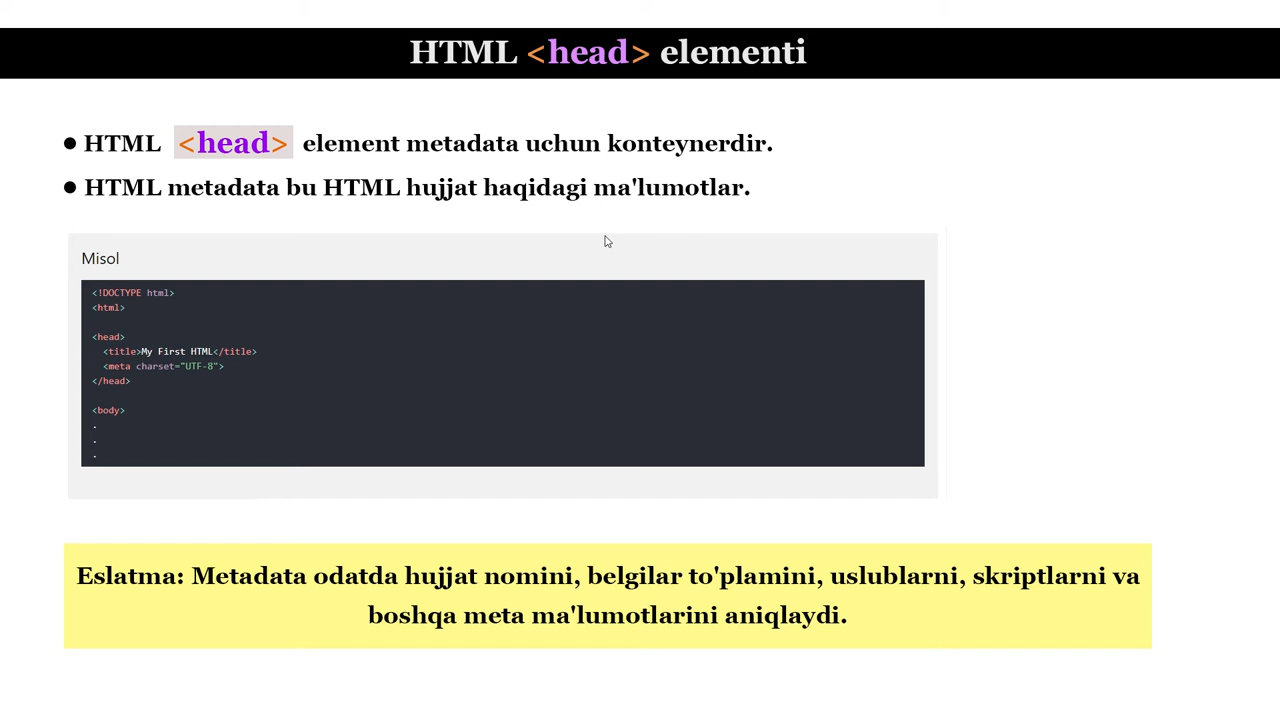 HTML <head> elementi
● HTML <head> element metadata uchun konteynerdir.
● HTML metadata bu HTML hujjat haqidagi ma'lumotlar.
Misol
<!DOCTYPE html>
<html>
<head>
<title>My First HTML</title>
<meta charset="UTF-8">
</head>
<body>
.
.
.
Eslatma: Metadata odatda hujjat nomini, belgilar to'plamini, uslublarni, skriptlarni va
boshqa meta ma'lumotlarini aniqlaydi.